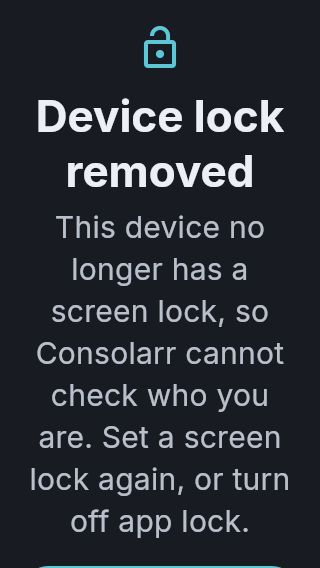 Device lock
removed
This device no
longer has a
screen lock, so
Consolarr cannot
check who you
are. Set a screen
lock again, or turn
off app lock.